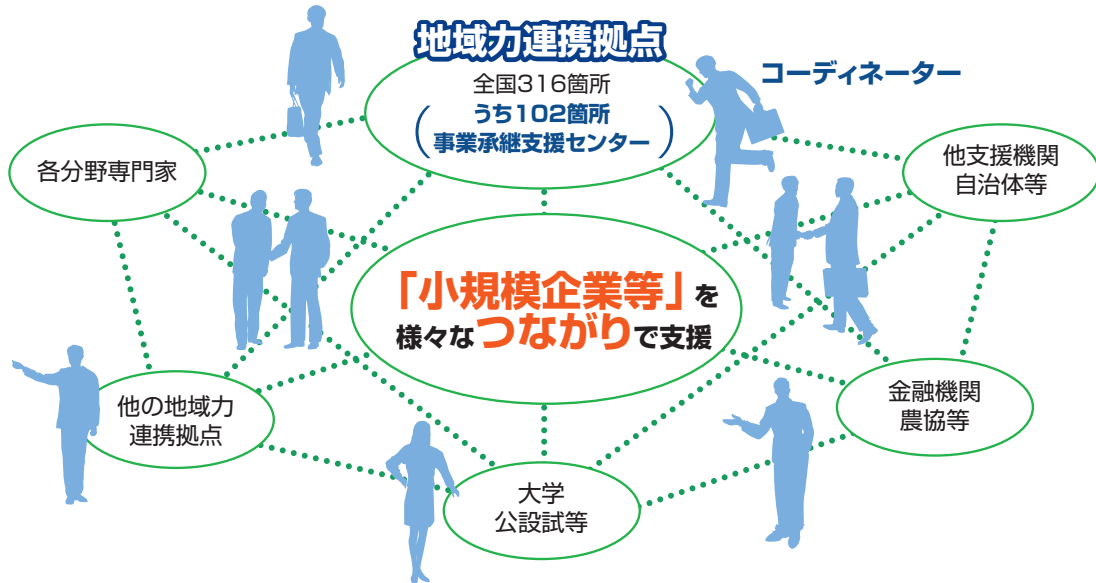 地域力連携拠点
全国316箇所
(うち102箇所
事業承継支援センター)
コーディネーター
各分野専門家
他支援機関
自治体等
「小規模企業等」を
様々なつながりで支援
他の地域力
連携拠点
金融機関
農協等
大学
公設試等